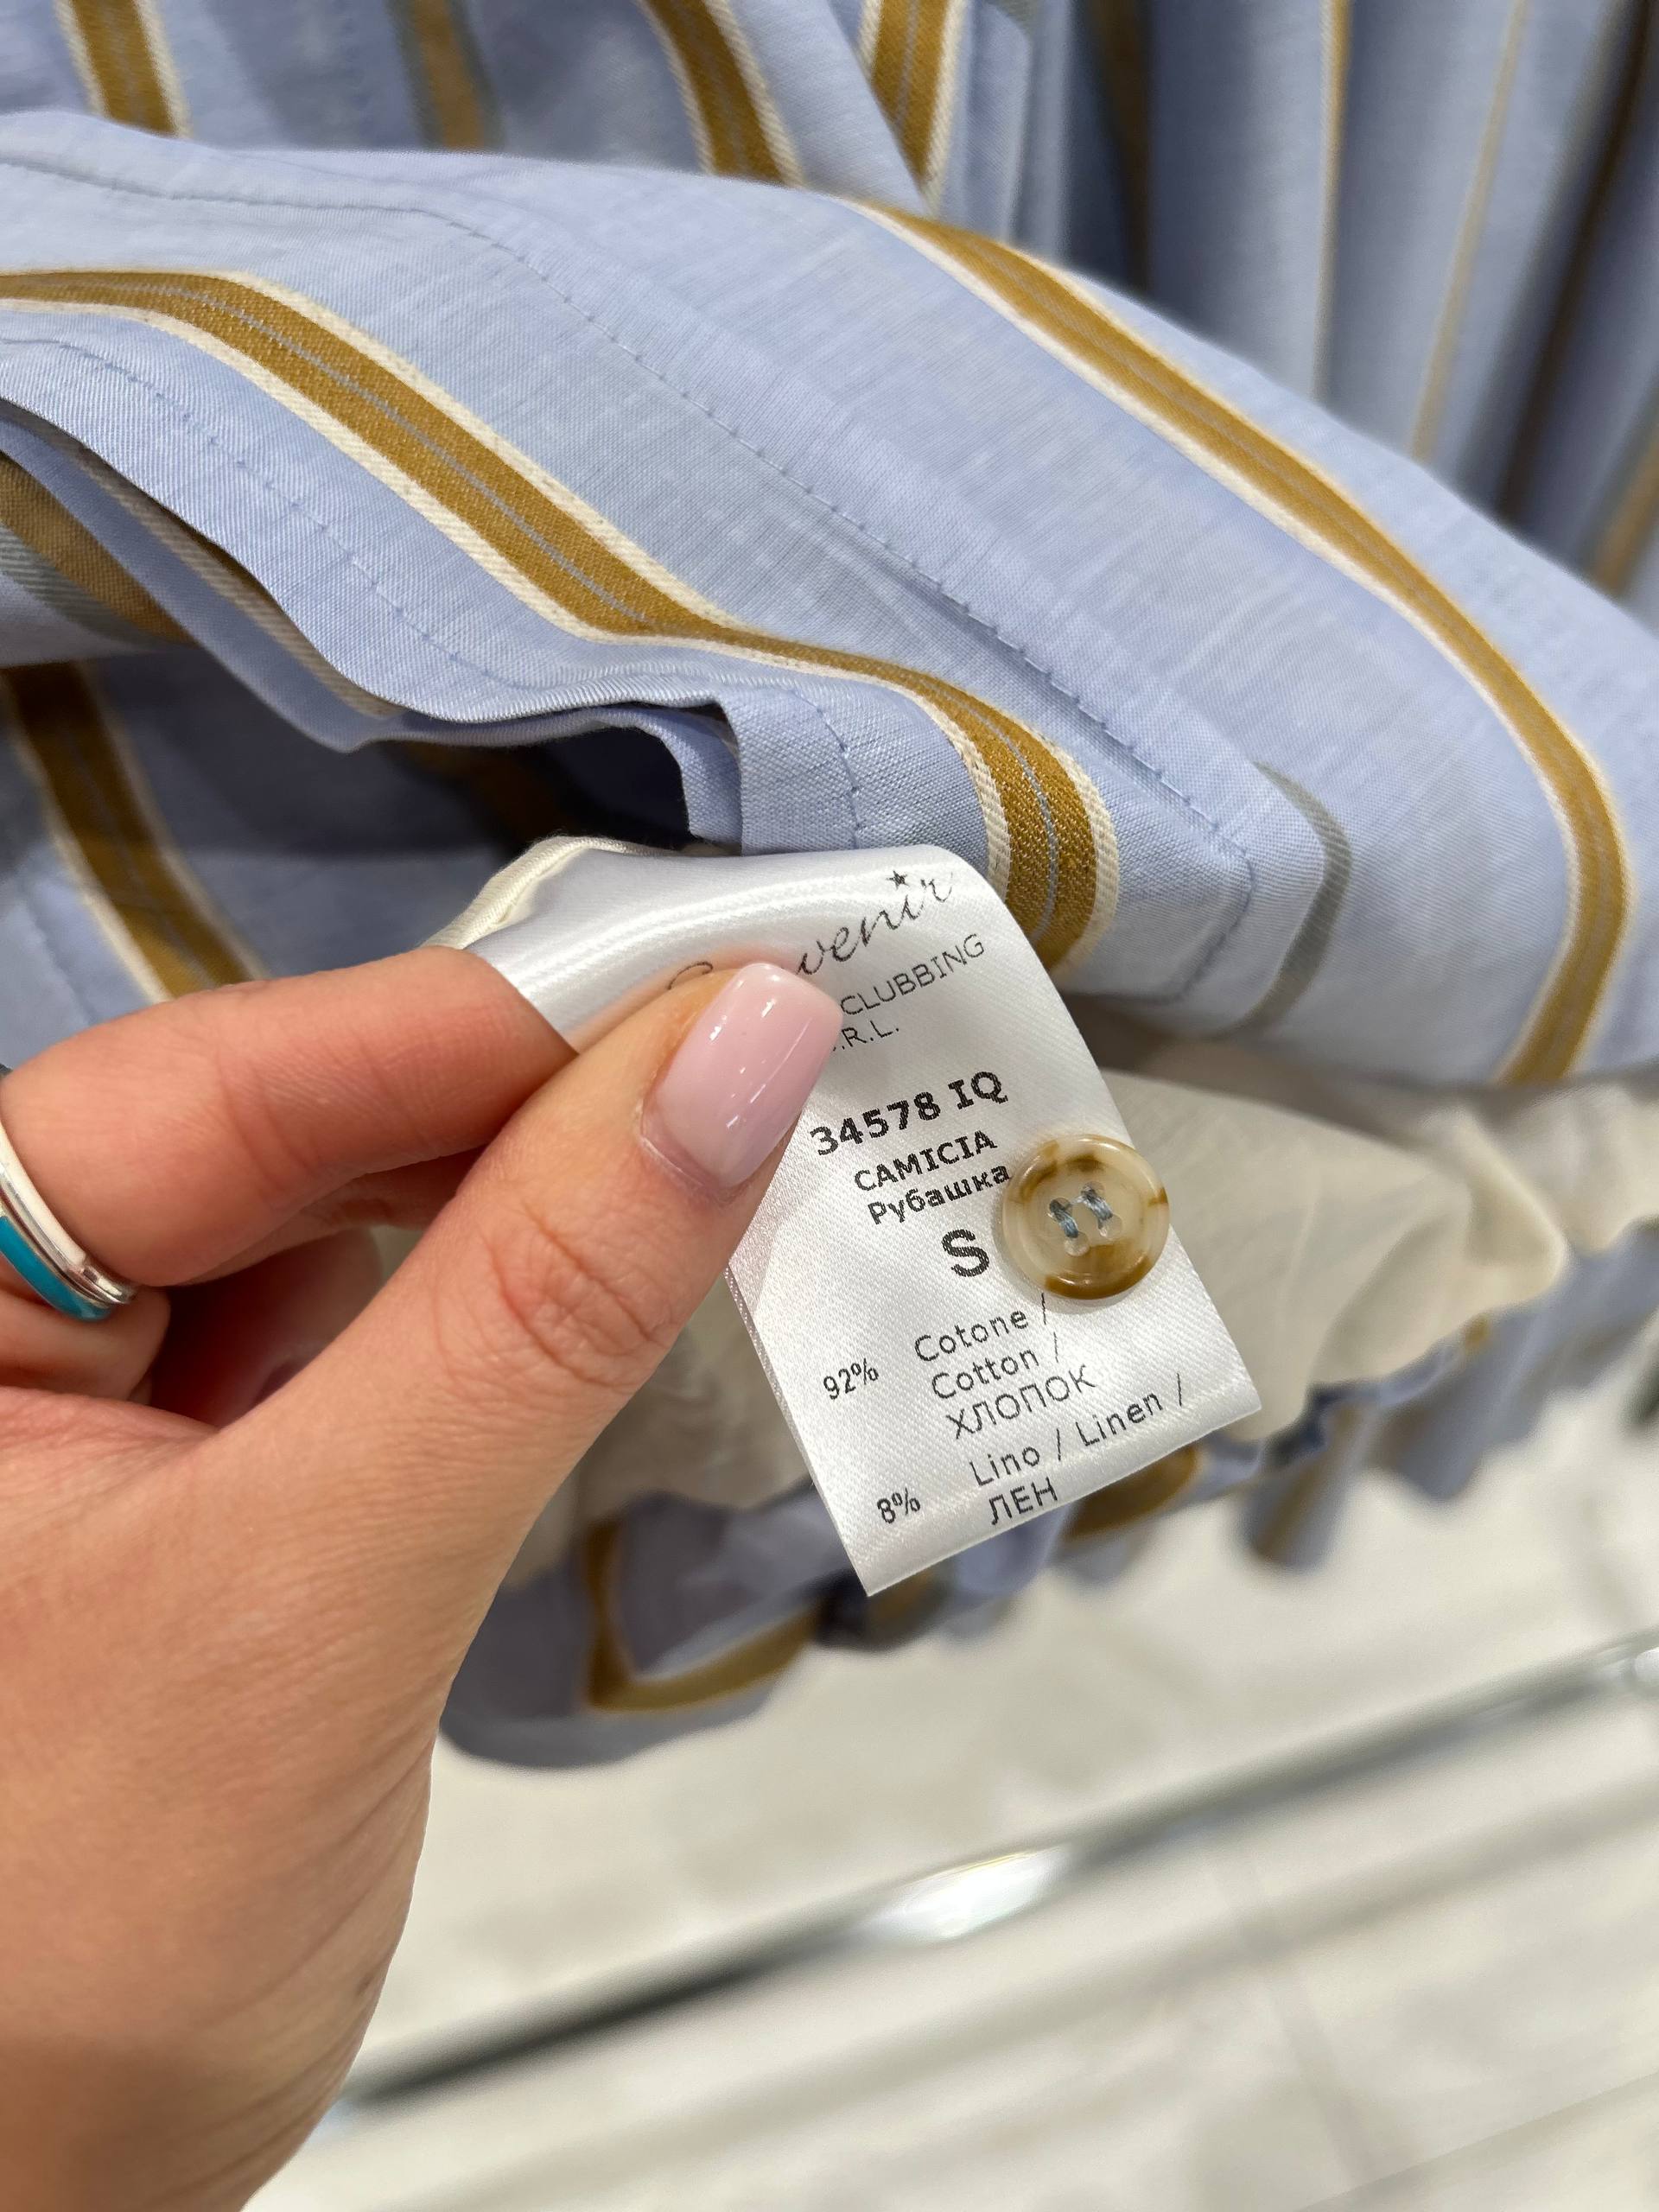 CLUBBING
.R.L.
34578 IQ
CAMICIA
Рубашка
S
92% Cotone /
Cotton /
ХЛОПОК
8% Lino / Linen /
ЛЕН